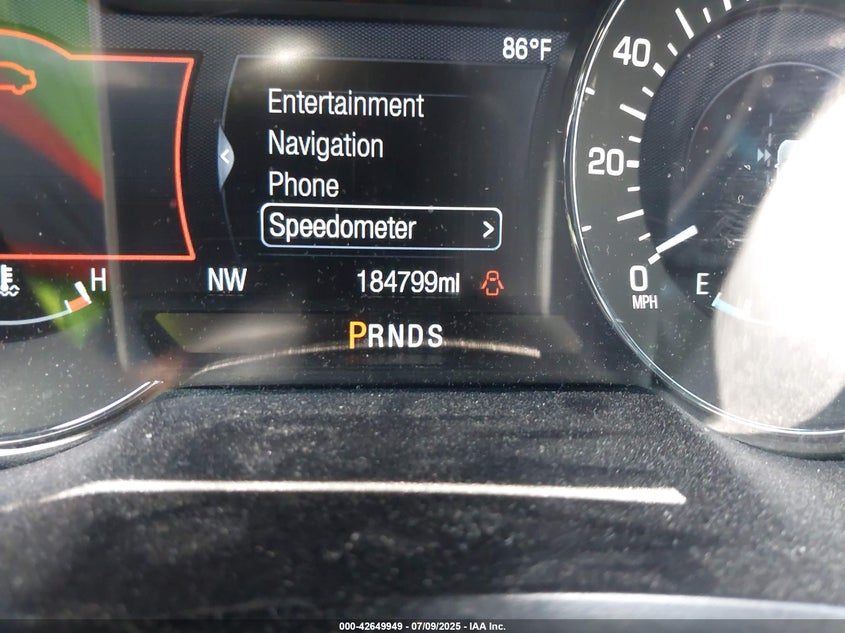 86°F
Entertainment
Navigation
Phone
Speedometer >
40
20
0
MPH
H
NW
184799mi
E
PRNDS
000-42649949 - 07/09/2025 - IAA Inc.